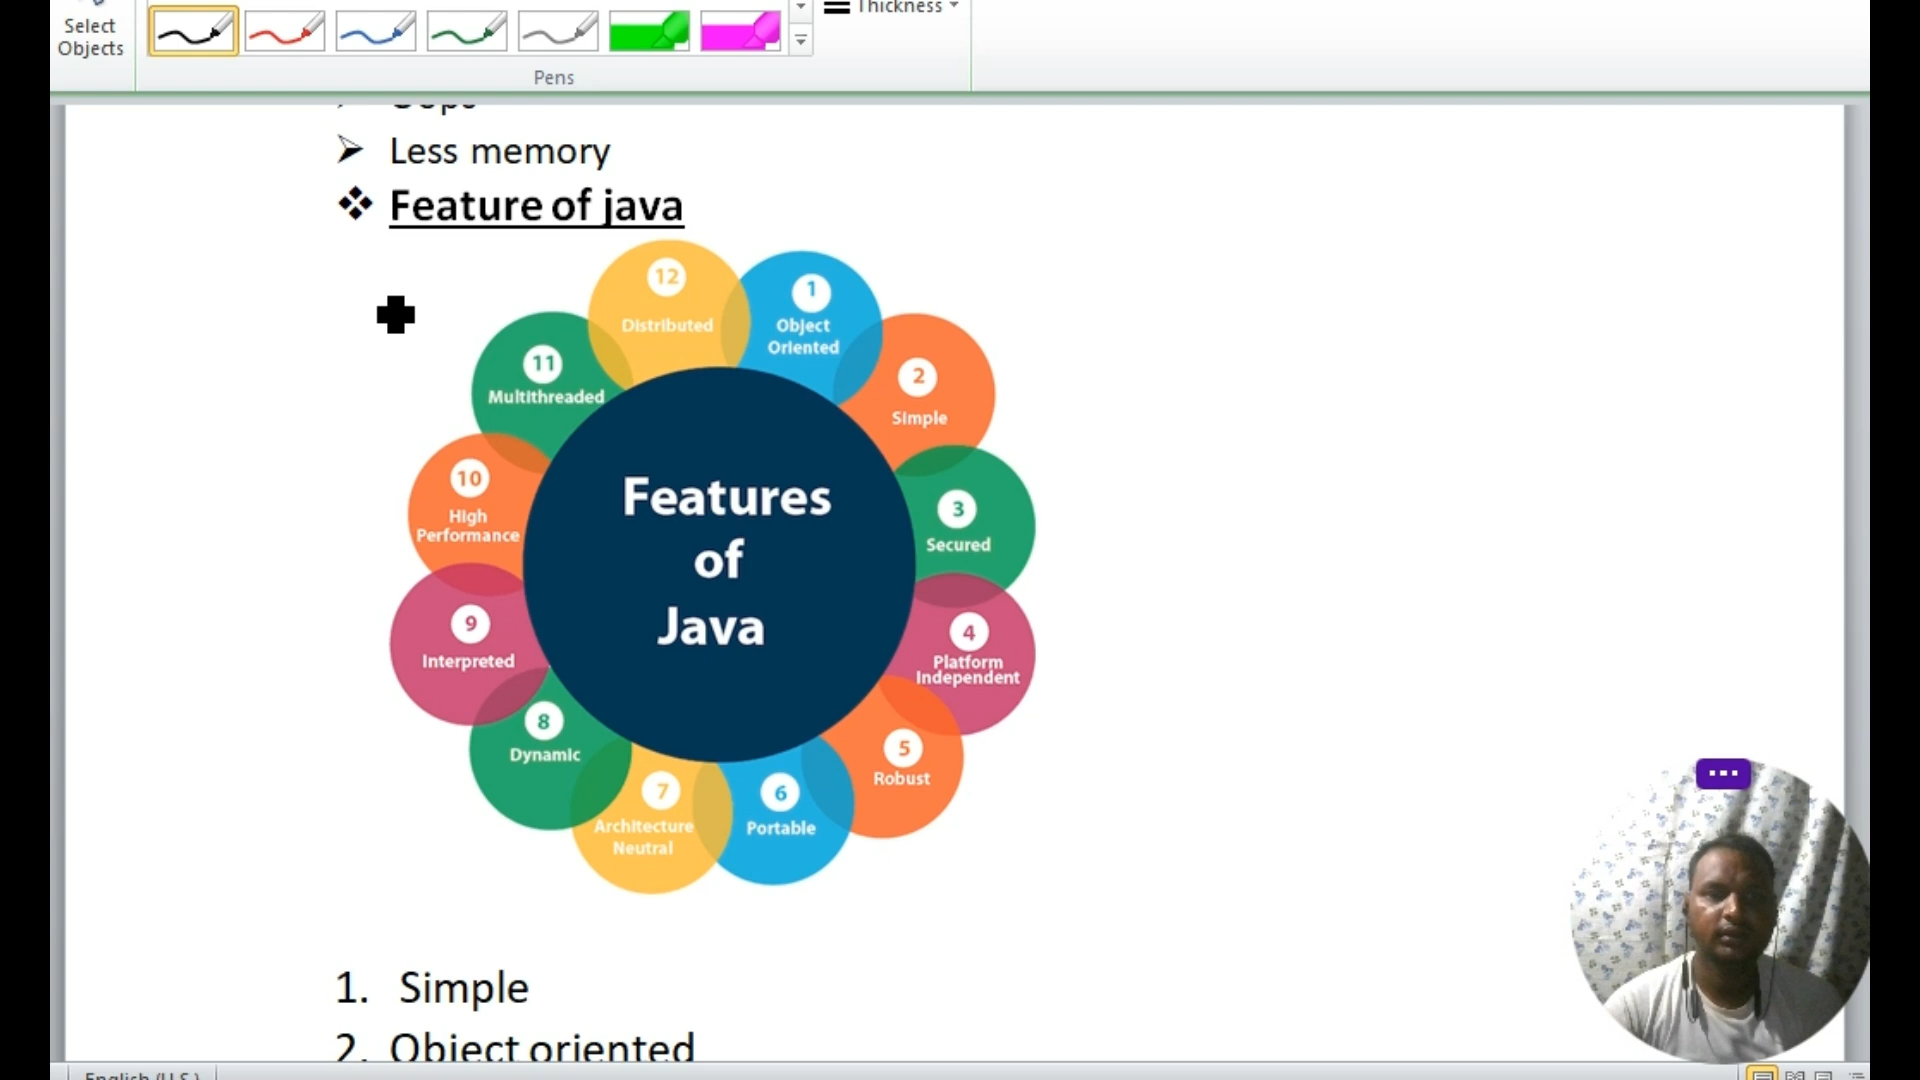 Select
Objects
Thickness
Pens
Less memory
Feature of java
12
Distributed
1
Object
Oriented
11
Multithreaded
2
Simple
10
High
Performance
3
Secured
Features
of
Java
9
Interpreted
4
Platform
Independent
8
Dynamic
5
Robust
7
Architecture
Neutral
6
Portable
1. Simple
2. Object oriented
English (U.S.)